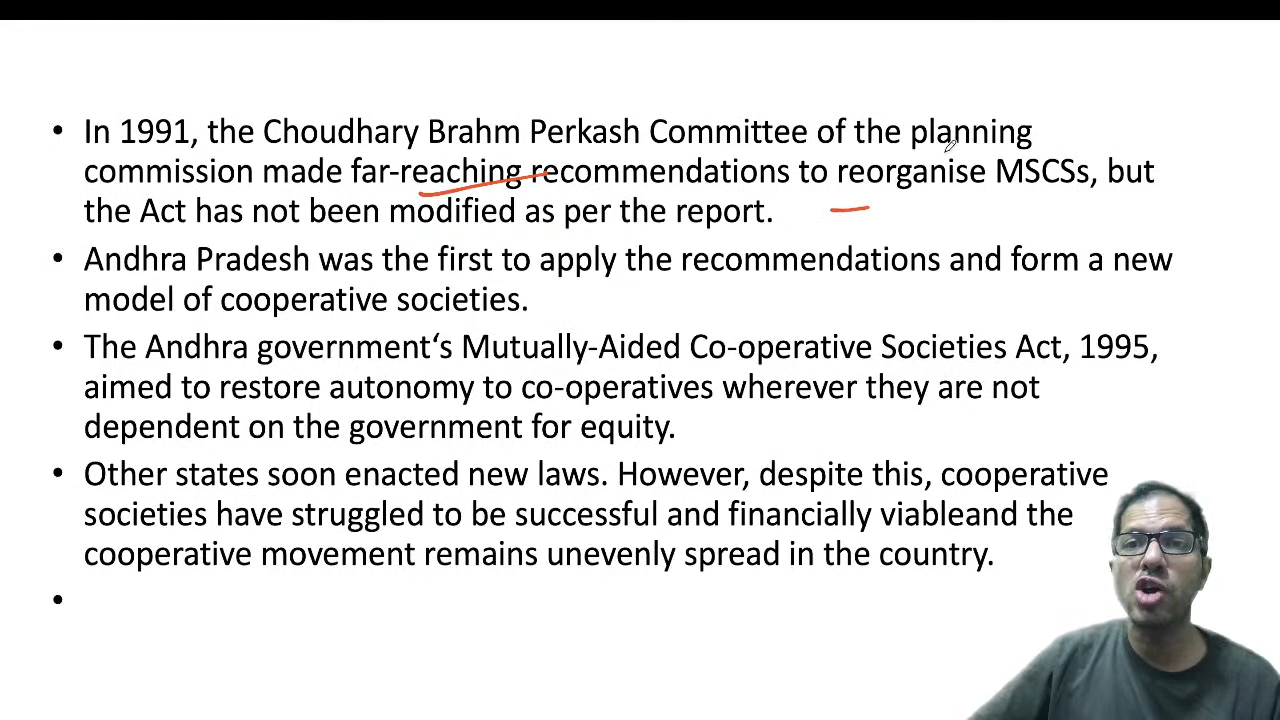 • In 1991, the Choudhary Brahm Perkash Committee of the planning
commission made far-reaching recommendations to reorganise MSCSs, but
the Act has not been modified as per the report.
• Andhra Pradesh was the first to apply the recommendations and form a new
model of cooperative societies.
• The Andhra government‘s Mutually-Aided Co-operative Societies Act, 1995,
aimed to restore autonomy to co-operatives wherever they are not
dependent on the government for equity.
• Other states soon enacted new laws. However, despite this, cooperative
societies have struggled to be successful and financially viableand the
cooperative movement remains unevenly spread in the country.
•